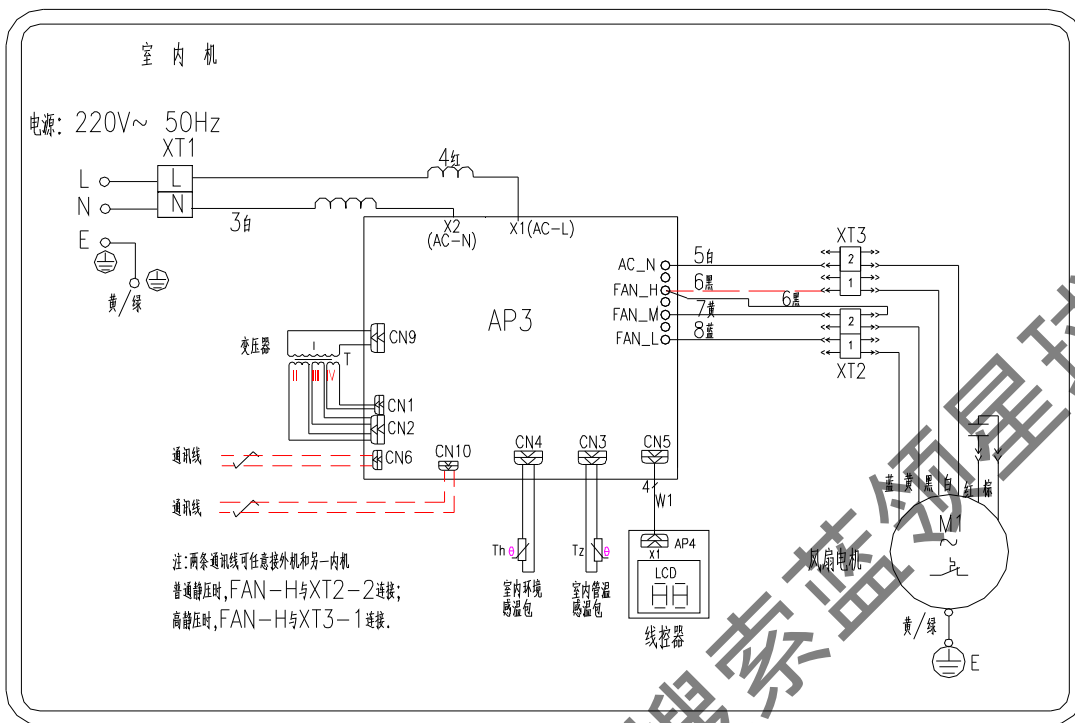 室内机
电源: 220V~ 50Hz
XT1
L
L
N
N
E
黄/绿
4红
3白
X2
(AC-N)
X1(AC-L)
AP3
AC_N
FAN_H
FAN_M
FAN_L
5白
6黑
6黑
7黄
8蓝
XT3
2
1
2
1
XT2
变压器
I
T
II III IV
CN9
CN1
CN2
CN6
CN10
CN4
CN3
CN5
通讯线
通讯线
4
W1
Th θ
室内环境
感温包
Tz θ
室内管温
感温包
AP4
X1
LCD
线控器
蓝 黄 黑 白 红 棕
M1
~
风扇电机
黄/绿
E
注:两条通讯线可任意接外机和另一内机
普通静压时,FAN-H与XT2-2连接;
高静压时,FAN-H与XT3-1连接.
搜索蓝领星球